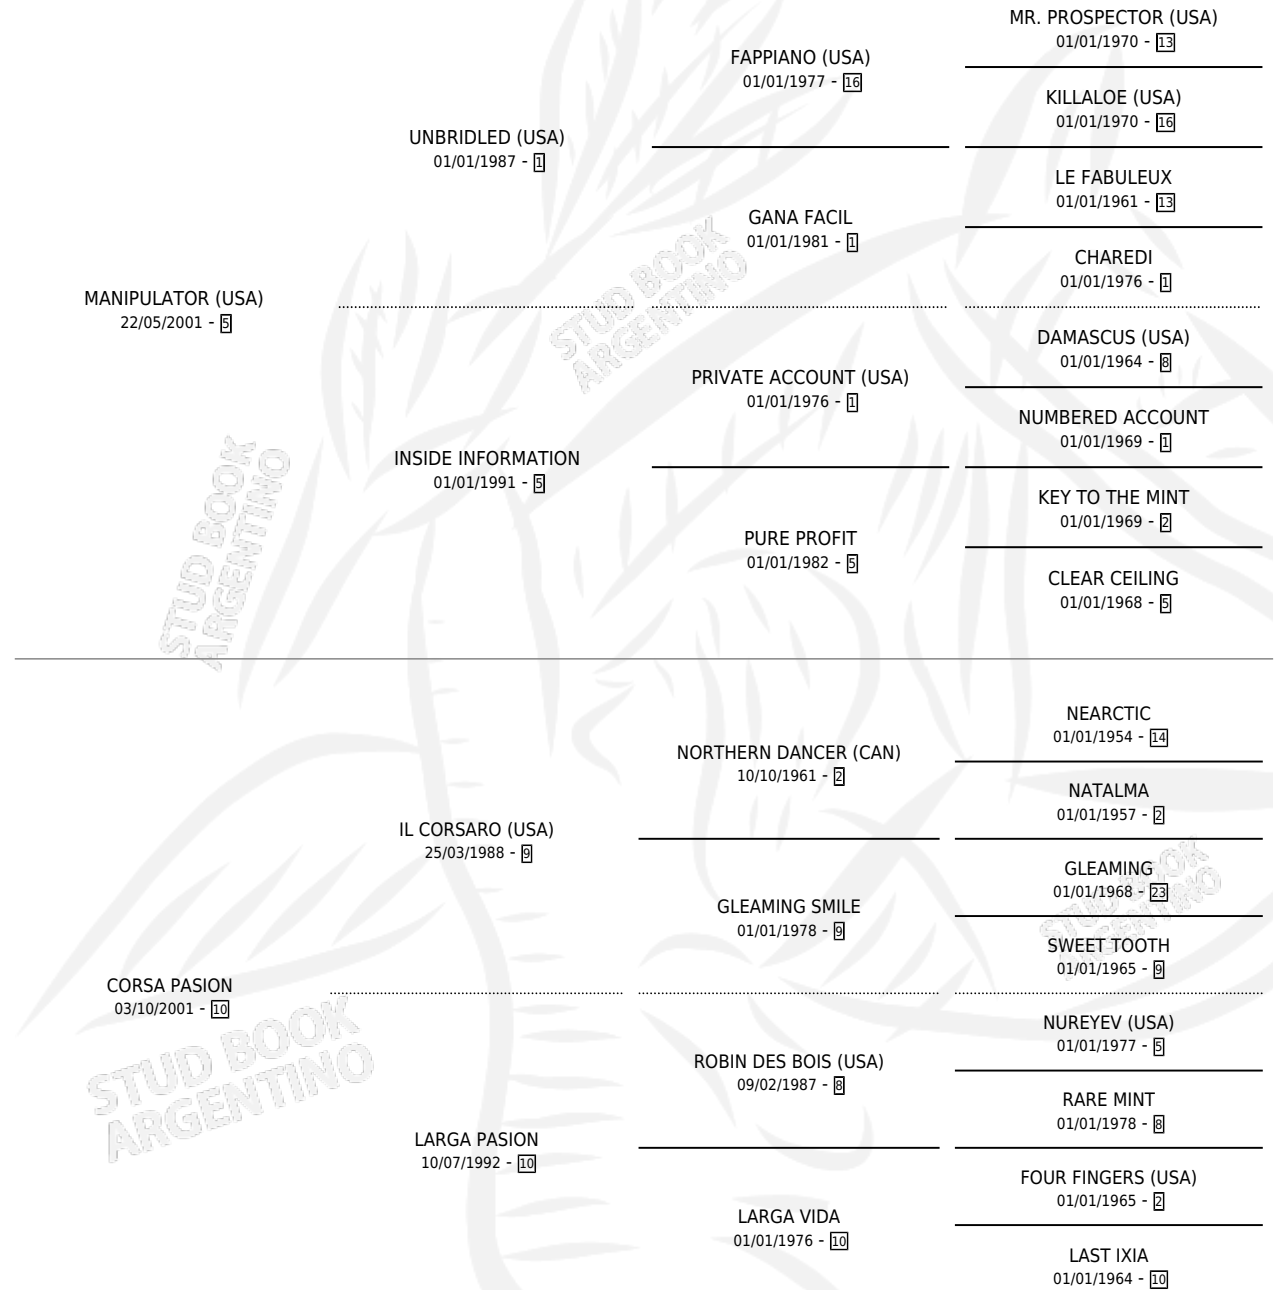 MR. PROSPECTOR (USA)
01/01/1970 - 13
FAPPIANO (USA)
01/01/1977 - 16
KILLALOE (USA)
01/01/1970 - 16
UNBRIDLED (USA)
01/01/1987 - 1
LE FABULEUX
01/01/1961 - 13
GANA FACIL
01/01/1981 - 1
CHAREDI
01/01/1976 - 1
MANIPULATOR (USA)
22/05/2001 - 5
DAMASCUS (USA)
01/01/1964 - 8
PRIVATE ACCOUNT (USA)
01/01/1976 - 1
NUMBERED ACCOUNT
01/01/1969 - 1
INSIDE INFORMATION
01/01/1991 - 5
KEY TO THE MINT
01/01/1969 - 2
PURE PROFIT
01/01/1982 - 5
CLEAR CEILING
01/01/1968 - 5
STUD BOOK
ARGENTINO
STUD BOOK
ARGENTINO
NEARCTIC
01/01/1954 - 14
NORTHERN DANCER (CAN)
10/10/1961 - 2
NATALMA
01/01/1957 - 2
IL CORSARO (USA)
25/03/1988 - 9
GLEAMING
01/01/1968 - 23
GLEAMING SMILE
01/01/1978 - 9
SWEET TOOTH
01/01/1965 - 9
STUD BOOK
ARGENTINO
CORSA PASION
03/10/2001 - 10
NUREYEV (USA)
01/01/1977 - 5
ROBIN DES BOIS (USA)
09/02/1987 - 8
RARE MINT
01/01/1978 - 8
LARGA PASION
10/07/1992 - 10
FOUR FINGERS (USA)
01/01/1965 - 2
LARGA VIDA
01/01/1976 - 10
LAST IXIA
01/01/1964 - 10
STUD BOOK
ARGENTINO